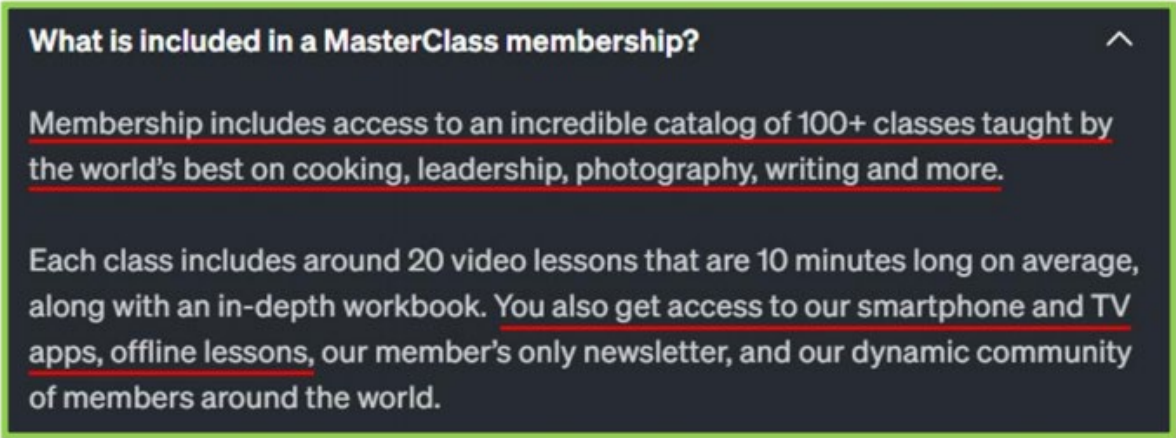 What is included in a MasterClass membership?
Membership includes access to an incredible catalog of 100+ classes taught by
the world's best on cooking, leadership, photography, writing and more.
Each class includes around 20 video lessons that are 10 minutes long on average,
along with an in-depth workbook. You also get access to our smartphone and TV
apps, offline lessons, our member's only newsletter, and our dynamic community
of members around the world.